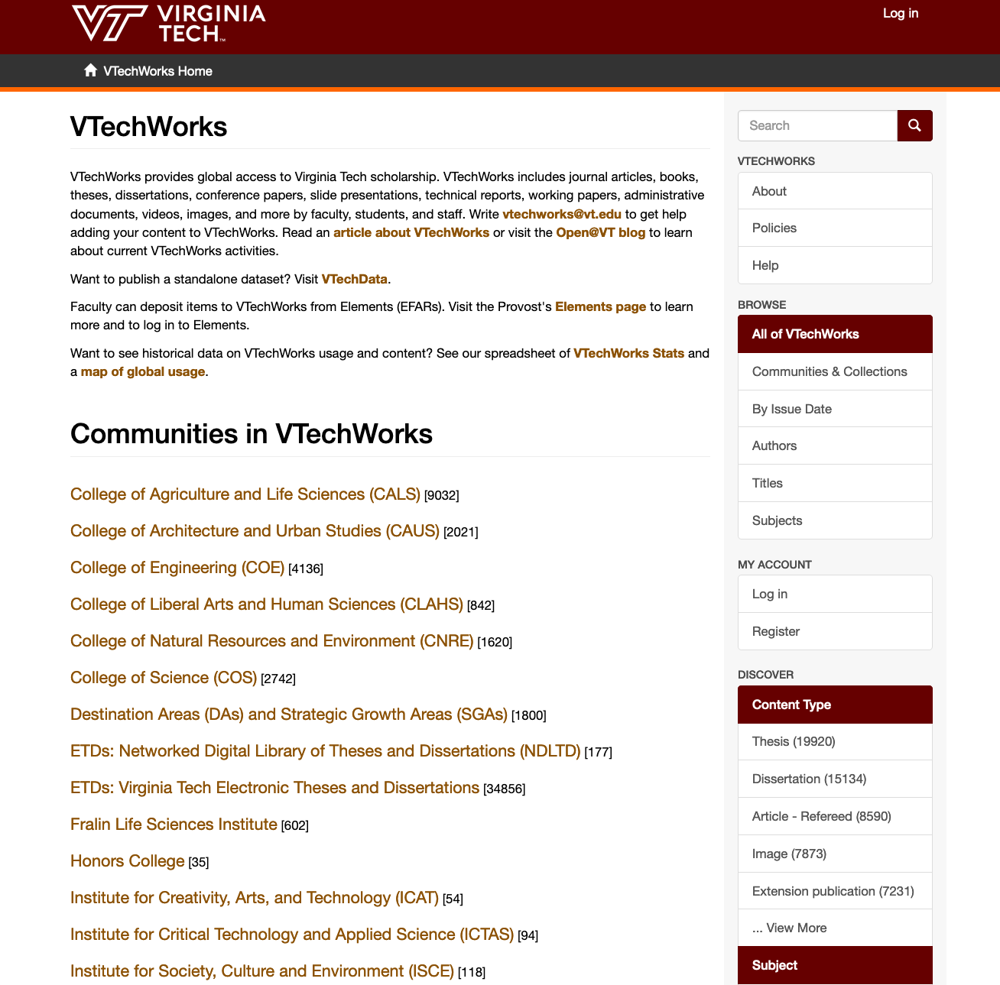 VIRGINIA
TECH™
Log in
VTechWorks Home
VTechWorks
VTechWorks provides global access to Virginia Tech scholarship. VTechWorks includes journal articles, books,
theses, dissertations, conference papers, slide presentations, technical reports, working papers, administrative
documents, videos, images, and more by faculty, students, and staff. Write vtechworks@vt.edu to get help
adding your content to VTechWorks. Read an article about VTechWorks or visit the Open@VT blog to learn
about current VTechWorks activities.
Want to publish a standalone dataset? Visit VTechData.
Faculty can deposit items to VTechWorks from Elements (EFARs). Visit the Provost's Elements page to learn
more and to log in to Elements.
Want to see historical data on VTechWorks usage and content? See our spreadsheet of VTechWorks Stats and
a map of global usage.
Communities in VTechWorks
College of Agriculture and Life Sciences (CALS) [9032]
College of Architecture and Urban Studies (CAUS) [2021]
College of Engineering (COE) [4136]
College of Liberal Arts and Human Sciences (CLAHS) [842]
College of Natural Resources and Environment (CNRE) [1620]
College of Science (COS) [2742]
Destination Areas (DAs) and Strategic Growth Areas (SGAs) [1800]
ETDs: Networked Digital Library of Theses and Dissertations (NDLTD) [177]
ETDs: Virginia Tech Electronic Theses and Dissertations [34856]
Fralin Life Sciences Institute [602]
Honors College [35]
Institute for Creativity, Arts, and Technology (ICAT) [54]
Institute for Critical Technology and Applied Science (ICTAS) [94]
Institute for Society, Culture and Environment (ISCE) [118]
Search
VTECHWORKS
About
Policies
Help
BROWSE
All of VTechWorks
Communities & Collections
By Issue Date
Authors
Titles
Subjects
MY ACCOUNT
Log in
Register
DISCOVER
Content Type
Thesis (19920)
Dissertation (15134)
Article - Refereed (8590)
Image (7873)
Extension publication (7231)
... View More
Subject